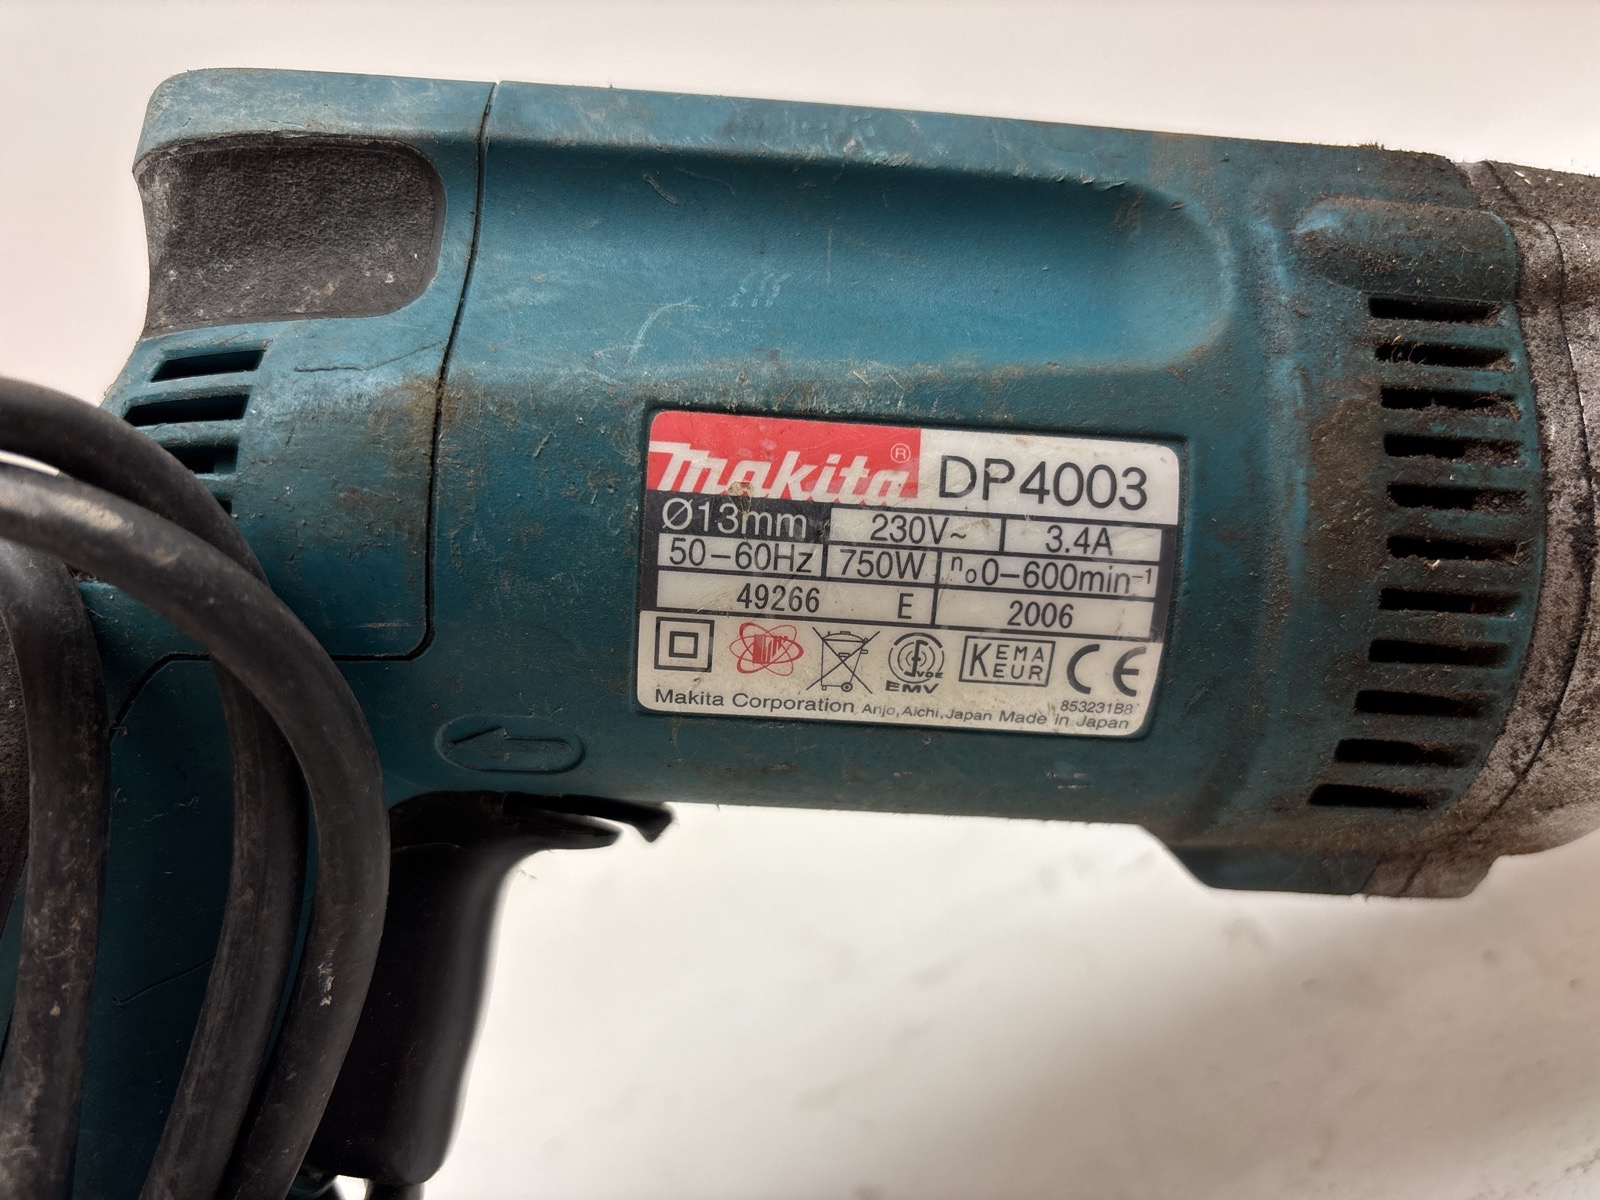 makita® DP4003
Ø13mm 230V~ 3.4A
50–60Hz 750W n₀0–600min⁻¹
49266 E 2006
EMV VDE KEMA EUR CE
853231B8
Makita Corporation Anjo, Aichi, Japan Made in Japan